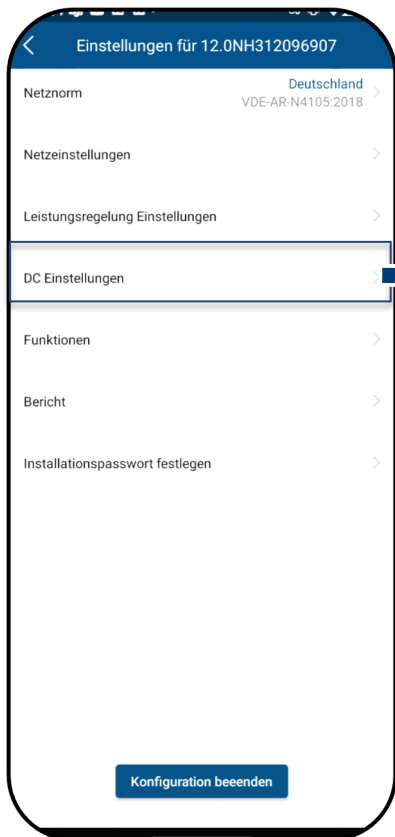 Einstellungen für 12.0NH312096907
Netznorm
Deutschland
VDE-AR-N4105:2018
Netzeinstellungen
Leistungsregelung Einstellungen
DC Einstellungen
Funktionen
Bericht
Installationspasswort festlegen
Konfiguration beeenden